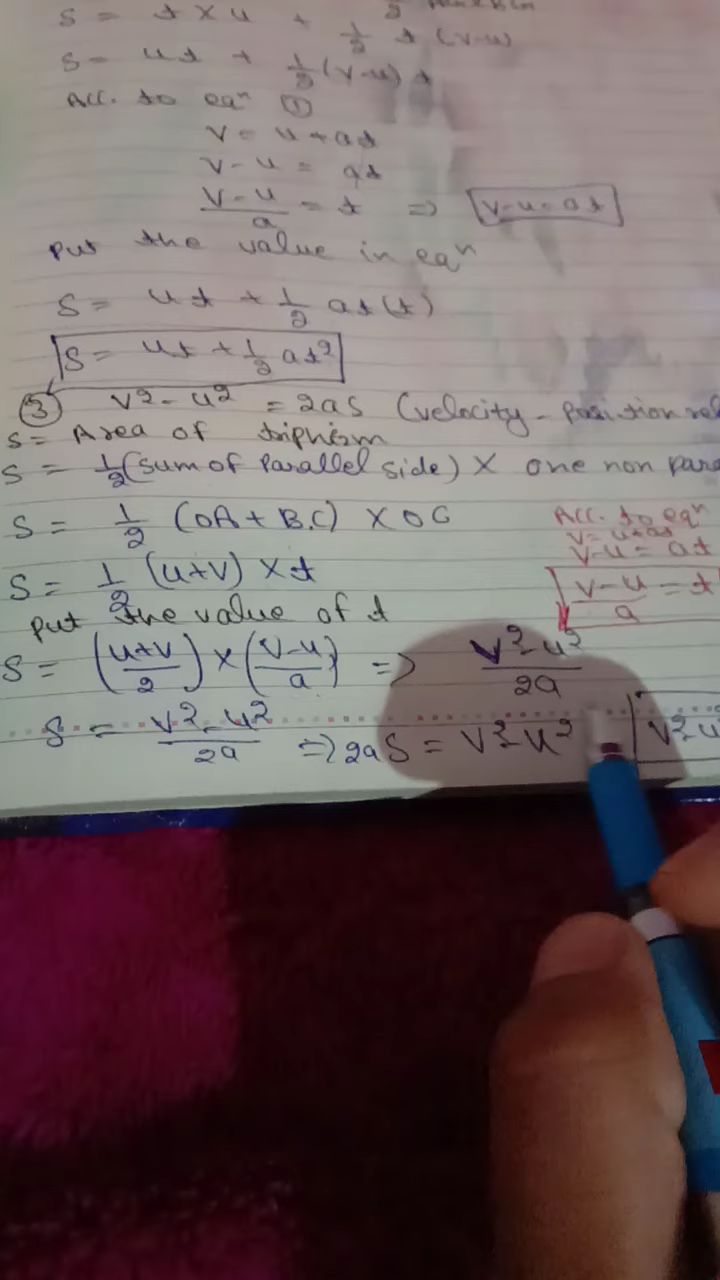 S = t x u + 1/2 t (v-u)
S = ut + 1/2 (v-u) t
Acc. to eqⁿ ①
v = u + at
v - u = at
v - u / a = t ⇒ v-u = at
Put the value in eqⁿ
S = ut + 1/2 at (t)
S = ut + 1/2 at²
③ v² - u² = 2as (velocity - Position rel
S = Area of triphzm
S = 1/2 (sum of Parallel side) X one non para
S = 1/2 (OA + B.C) X OC
S = 1/2 (u+v) X t
Put the value of t
S = (u+v / 2) X (v-u / a) ⇒ v² - u² / 2a
S = v² - u² / 2a ⇒ 2aS = v² - u² v² - u
Acc. to eqⁿ
v = u + at
v - u = at
v - u / a = t